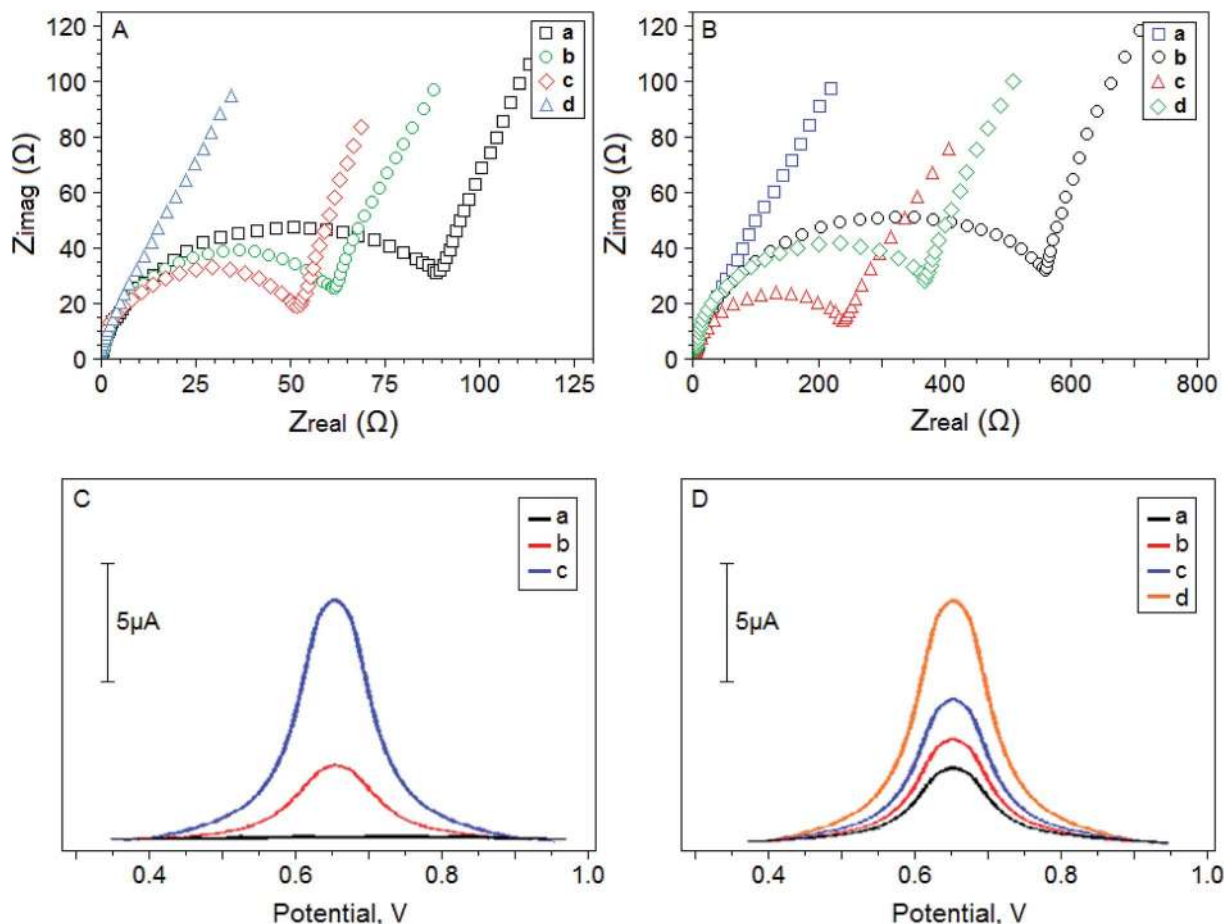 A
a
b
c
d
120
100
80
60
40
20
0
Zimag (Ω)
0 25 50 75 100 125
Zreal (Ω)
B
a
b
c
d
120
100
80
60
40
20
0
Zimag (Ω)
0 200 400 600 800
Zreal (Ω)
C
a
b
c
5µA
0.4 0.6 0.8 1.0
Potential, V
D
a
b
c
d
5µA
0.4 0.6 0.8 1.0
Potential, V